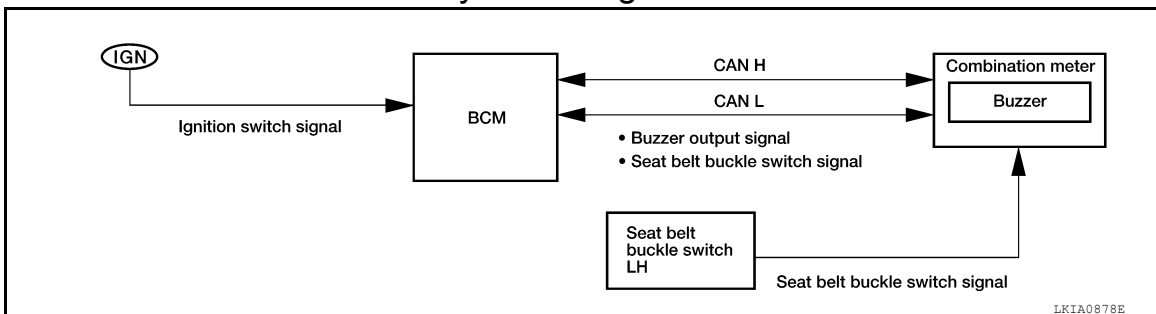 IGN
Ignition switch signal
BCM
CAN H
CAN L
• Buzzer output signal
• Seat belt buckle switch signal
Combination meter
Buzzer
Seat belt
buckle switch
LH
Seat belt buckle switch signal
LKIA0878E